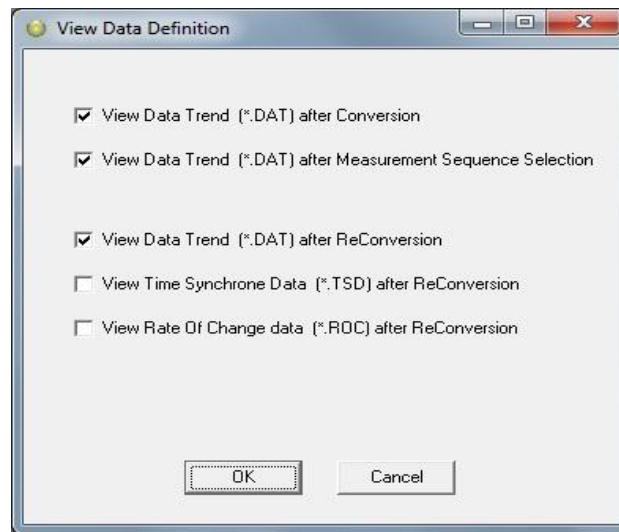 View Data Definition
View Data Trend (*.DAT) after Conversion
View Data Trend (*.DAT) after Measurement Sequence Selection
View Data Trend (*.DAT) after ReConversion
View Time Synchrone Data (*.TSD) after ReConversion
View Rate Of Change data (*.ROC) after ReConversion
OK Cancel